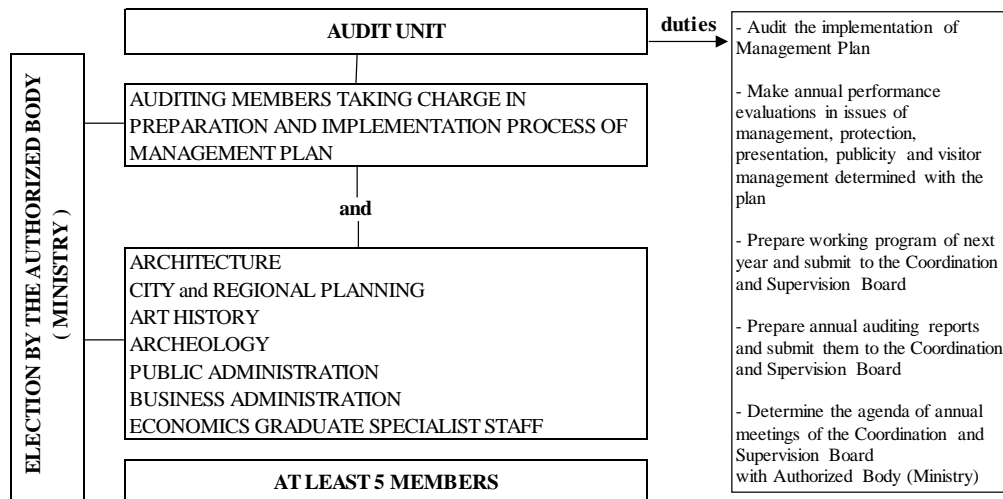 AUDIT UNIT
duties
ELECTION BY THE AUTHORIZED BODY
( MINISTRY )
AUDITING MEMBERS TAKING CHARGE IN
PREPARATION AND IMPLEMENTATION PROCESS OF
MANAGEMENT PLAN
and
ARCHITECTURE
CITY and REGIONAL PLANNING
ART HISTORY
ARCHEOLOGY
PUBLIC ADMINISTRATION
BUSINESS ADMINISTRATION
ECONOMICS GRADUATE SPECIALIST STAFF
AT LEAST 5 MEMBERS
- Audit the implementation of
Management Plan
- Make annual performance
evaluations in issues of
management, protection,
presentation, publicity and visitor
management determined with the
plan
- Prepare working program of next
year and submit to the Coordination
and Supervision Board
- Prepare annual auditing reports
and submit them to the Coordination
and Sipervision Board
- Determine the agenda of annual
meetings of the Coordination and
Supervision Board
with Authorized Body (Ministry)